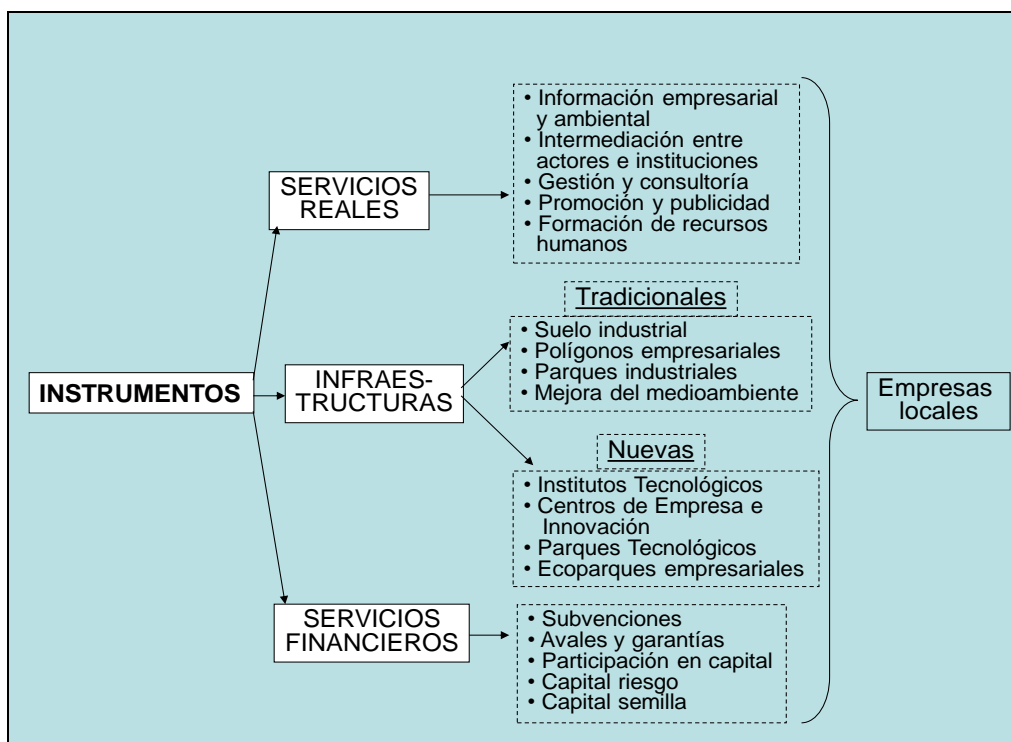 INSTRUMENTOS
SERVICIOS
REALES
• Información empresarial
y ambiental
• Intermediación entre
actores e instituciones
• Gestión y consultoría
• Promoción y publicidad
• Formación de recursos
humanos
INFRAES-
TRUCTURAS
Tradicionales
• Suelo industrial
• Polígonos empresariales
• Parques industriales
• Mejora del medioambiente
Nuevas
• Institutos Tecnológicos
• Centros de Empresa e
Innovación
• Parques Tecnológicos
• Ecoparques empresariales
SERVICIOS
FINANCIEROS
• Subvenciones
• Avales y garantías
• Participación en capital
• Capital riesgo
• Capital semilla
Empresas
locales